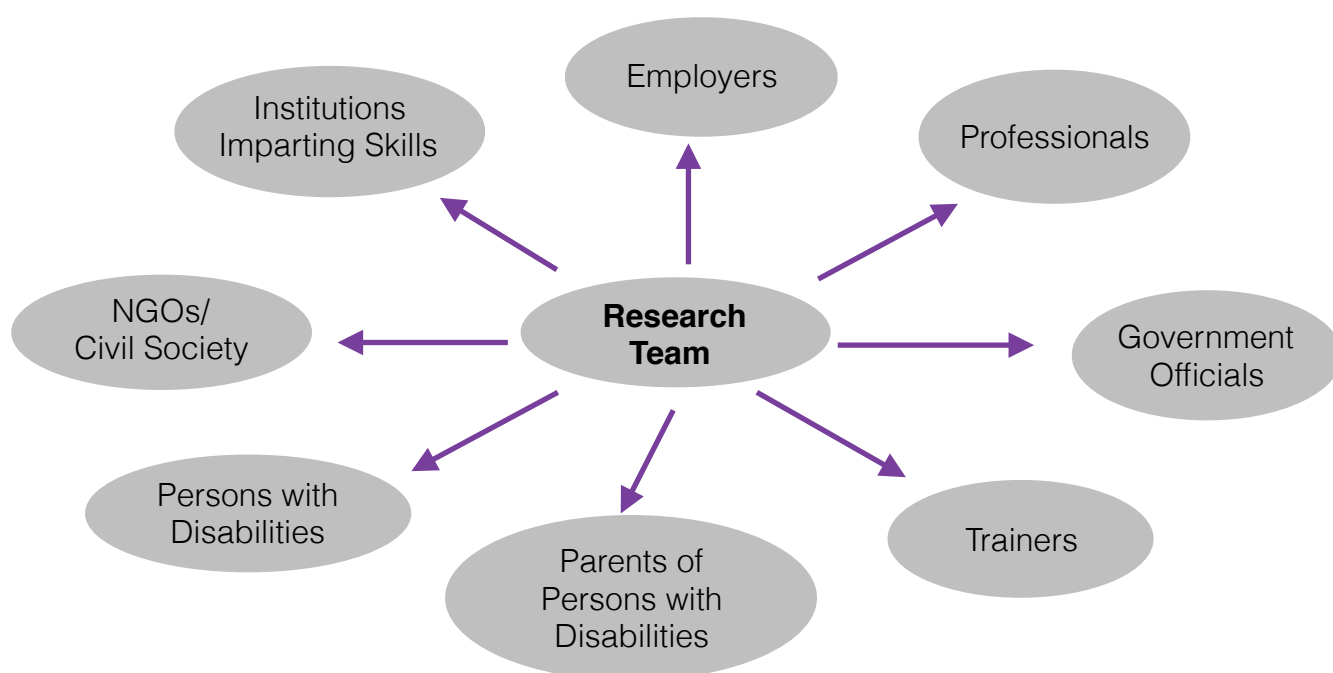 Employers
Institutions
Imparting Skills
Professionals
NGOs/
Civil Society
Research
Team
Government
Officials
Persons with
Disabilities
Parents of
Persons with
Disabilities
Trainers